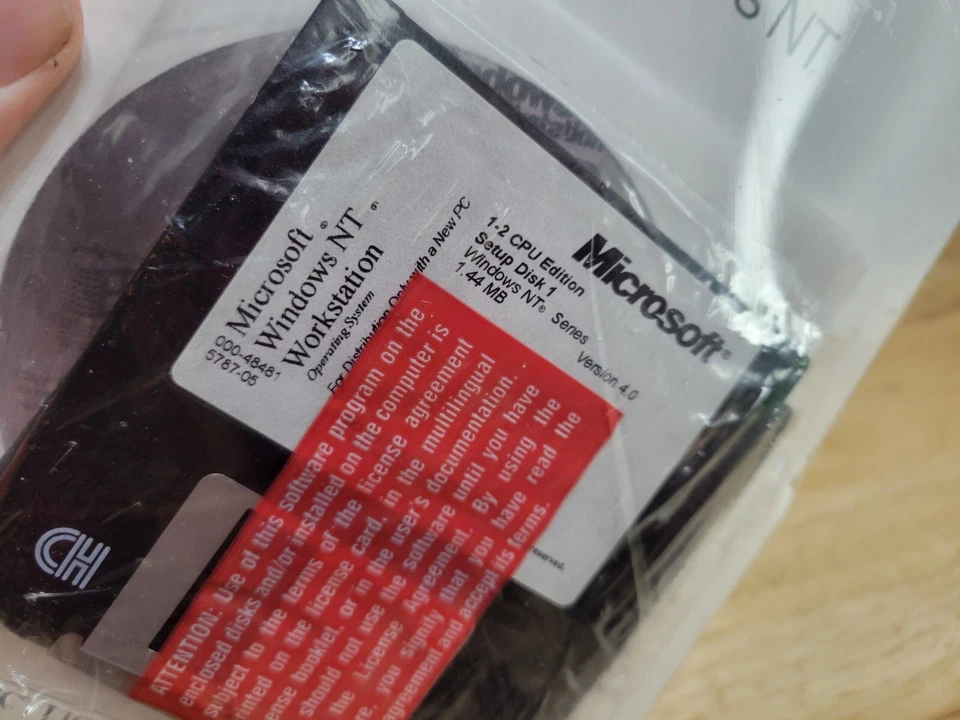 NT
Microsoft®
Windows NT®
Workstation
Operating System
For Distribution Only with a New PC
000-48481
5787-05
1-2 CPU Edition
Setup Disk 1
Windows NT® Series
1.44 MB
Version 4.0
Microsoft®
ATTENTION: Use of this software program on the
enclosed disks and/or installed on the computer is
subject to the terms of the license agreement
printed on the license card, in the multilingual
license booklet, or in the user's documentation.
should not use the software until you have
the License Agreement. By using the
you signify that you have read the
agreement and accept its terms.
reserved.
CH